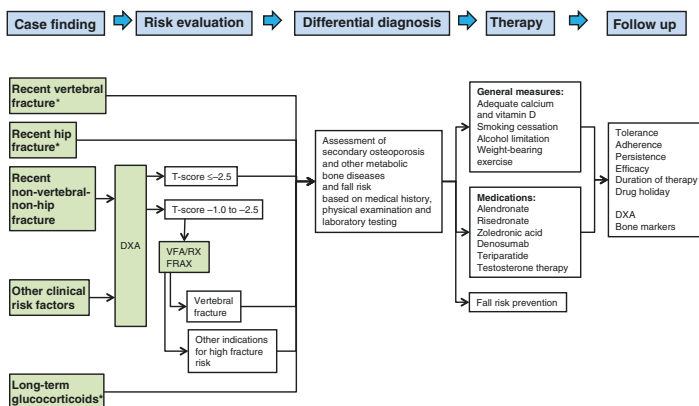 Case finding
Risk evaluation
Differential diagnosis
Therapy
Follow up
Recent vertebral
fracture*
Recent hip
fracture*
Recent
non-vertebral-
non-hip
fracture
Other clinical
risk factors
Long-term
glucocorticoids*
DXA
T-score ≤–2.5
T-score –1.0 to –2.5
VFA/RX
FRAX
Vertebral
fracture
Other indications
for high fracture
risk
Assessment of
secondary osteoporosis
and other metabolic
bone diseases
and fall risk
based on medical history,
physical examination and
laboratory testing
General measures:
Adequate calcium
and vitamin D
Smoking cessation
Alcohol limitation
Weight-bearing
exercise
Medications:
Alendronate
Risedronate
Zoledronic acid
Denosumab
Teriparatide
Testosterone therapy
Fall risk prevention
Tolerance
Adherence
Persistence
Efficacy
Duration of therapy
Drug holiday
DXA
Bone markers